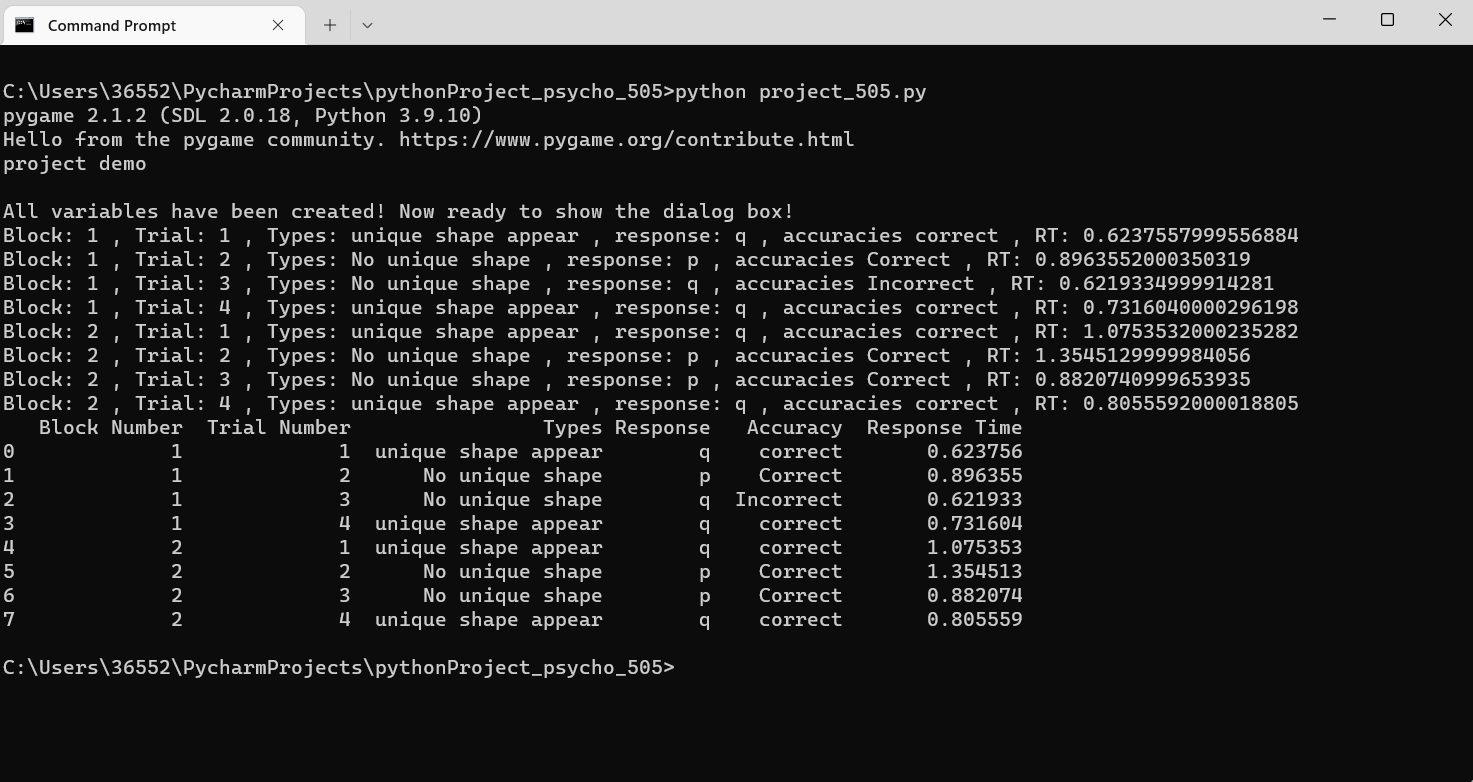 Command Prompt
C:\Users\36552\PycharmProjects\pythonProject_psycho_505>python project_505.py
pygame 2.1.2 (SDL 2.0.18, Python 3.9.10)
Hello from the pygame community. https://www.pygame.org/contribute.html
project demo
All variables have been created! Now ready to show the dialog box!
Block: 1 , Trial: 1 , Types: unique shape appear , response: q , accuracies correct , RT: 0.6237557999556884
Block: 1 , Trial: 2 , Types: No unique shape , response: p , accuracies Correct , RT: 0.8963552000350319
Block: 1 , Trial: 3 , Types: No unique shape , response: q , accuracies Incorrect , RT: 0.6219334999914281
Block: 1 , Trial: 4 , Types: unique shape appear , response: q , accuracies correct , RT: 0.7316040000296198
Block: 2 , Trial: 1 , Types: unique shape appear , response: q , accuracies correct , RT: 1.0753532000235282
Block: 2 , Trial: 2 , Types: No unique shape , response: p , accuracies Correct , RT: 1.3545129999984056
Block: 2 , Trial: 3 , Types: No unique shape , response: p , accuracies Correct , RT: 0.8820740999653935
Block: 2 , Trial: 4 , Types: unique shape appear , response: q , accuracies correct , RT: 0.8055592000018805
   Block Number  Trial Number                Types Response   Accuracy  Response Time
0             1             1  unique shape appear        q    correct       0.623756
1             1             2      No unique shape        p    Correct       0.896355
2             1             3      No unique shape        q  Incorrect       0.621933
3             1             4  unique shape appear        q    correct       0.731604
4             2             1  unique shape appear        q    correct       1.075353
5             2             2      No unique shape        p    Correct       1.354513
6             2             3      No unique shape        p    Correct       0.882074
7             2             4  unique shape appear        q    correct       0.805559
C:\Users\36552\PycharmProjects\pythonProject_psycho_505>